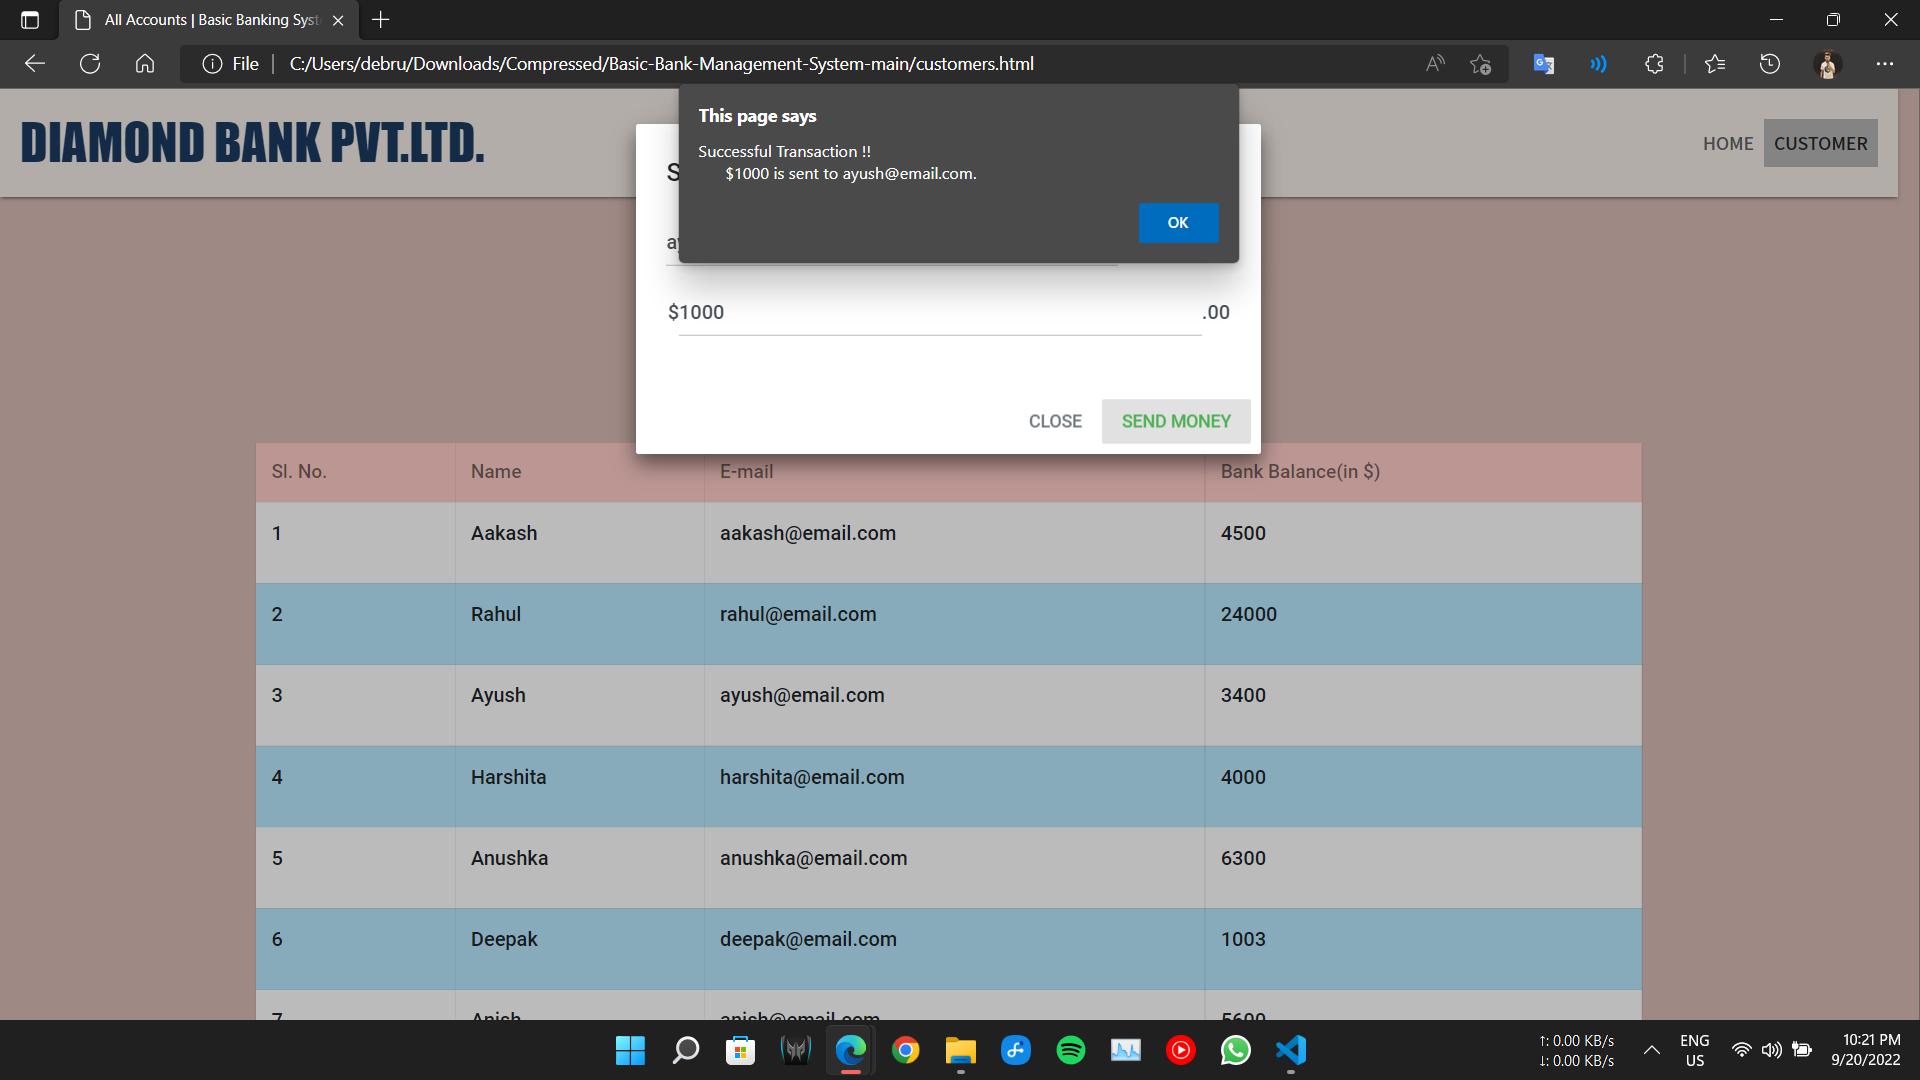 All Accounts | Basic Banking Syst
File
C:/Users/debru/Downloads/Compressed/Basic-Bank-Management-System-main/customers.html
DIAMOND BANK PVT.LTD.
HOME CUSTOMER
This page says
Successful Transaction !!
$1000 is sent to ayush@email.com.
OK
$1000 .00
CLOSE SEND MONEY
Sl. No. Name E-mail Bank Balance(in $)
1 Aakash aakash@email.com 4500
2 Rahul rahul@email.com 24000
3 Ayush ayush@email.com 3400
4 Harshita harshita@email.com 4000
5 Anushka anushka@email.com 6300
6 Deepak deepak@email.com 1003
7 Anish anish@email.com 5600
↑: 0.00 KB/s
↓: 0.00 KB/s
ENG
US
10:21 PM
9/20/2022